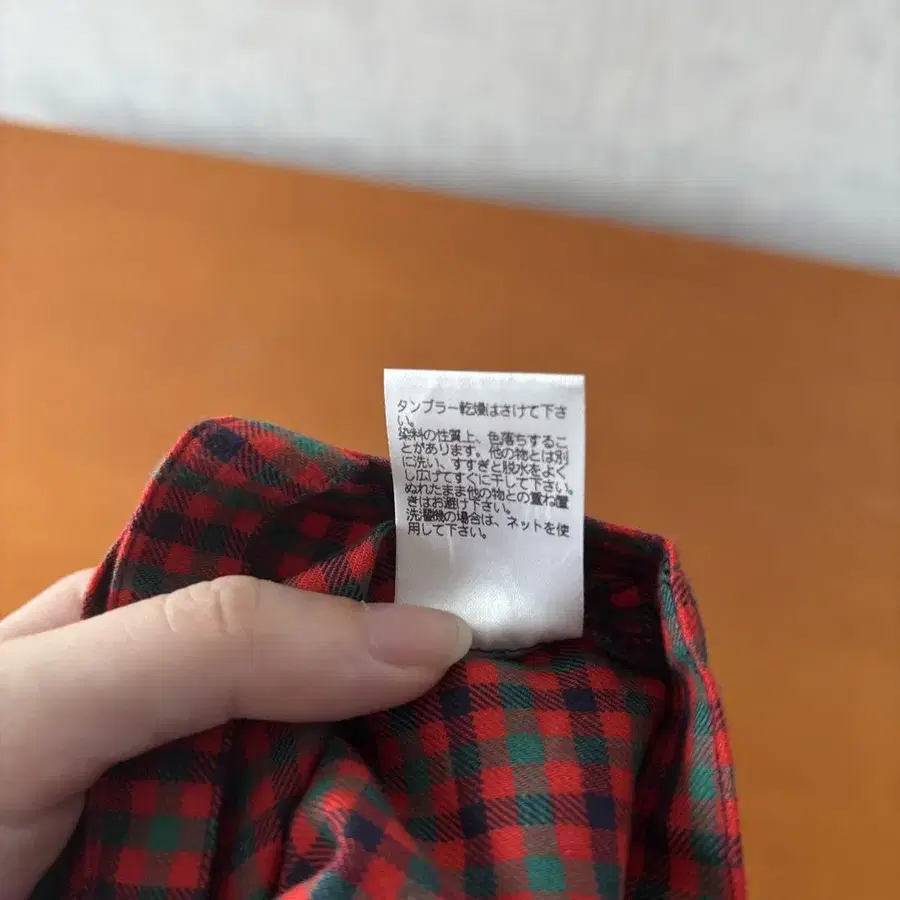 タンブラー乾燥はさけて下さ
い。
染料の性質上、色落ちするこ
とがあります。他の物とは別
に洗い、すすぎと脱水をよく
し広げてすぐに干して下さい。
ぬれたまま他の物との重ね置
きはお避け下さい。
洗濯機の場合は、ネットを使
用して下さい。